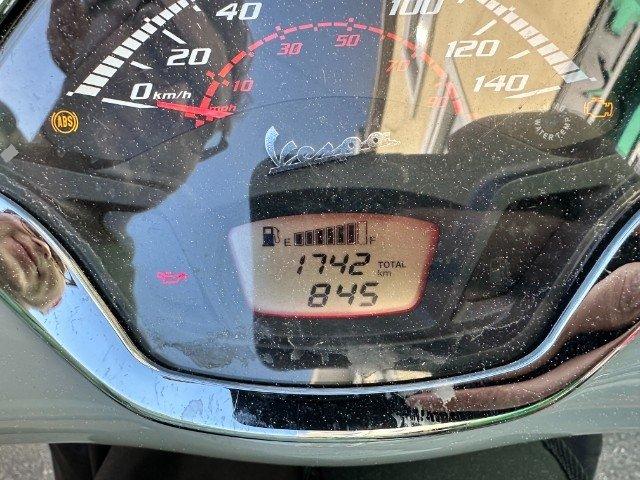 40 100
20 120
0 km/h 140
30 50 70
10 90
mph
ABS
WATER TEMP
Vespa
E F
1742 TOTAL km
845